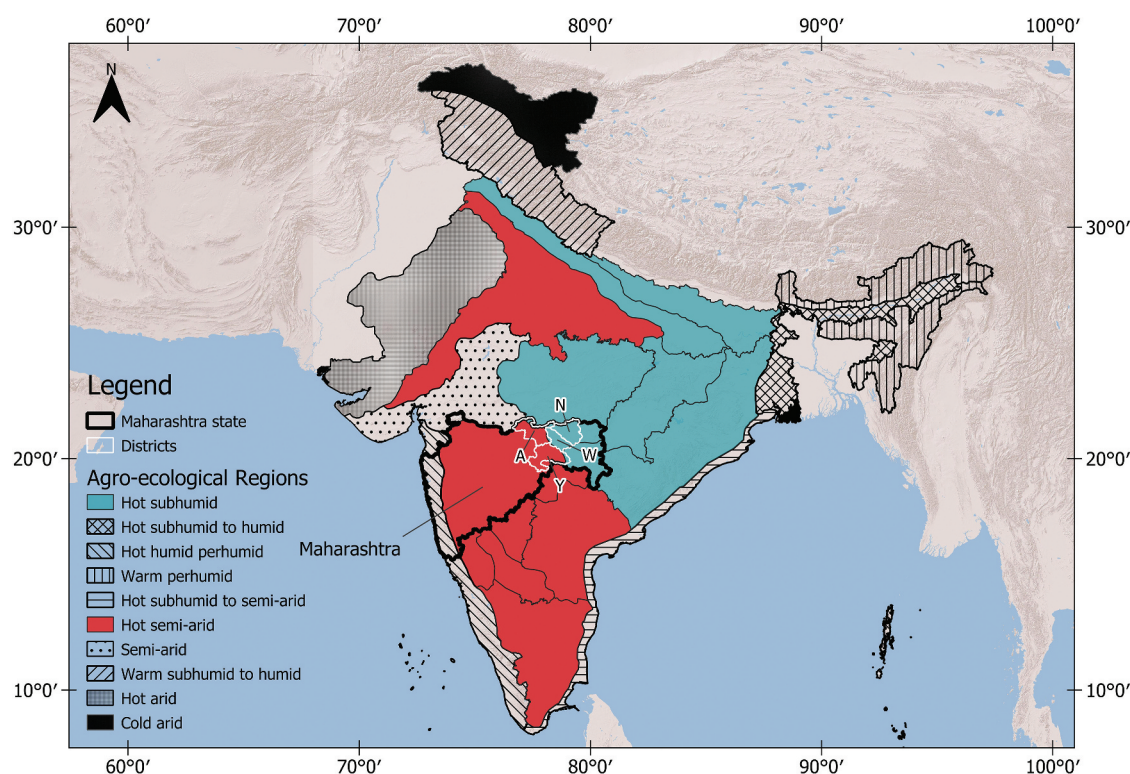 60°0′ 70°0′ 80°0′ 90°0′ 100°0′
N
30°0′ 30°0′
Legend
Maharashtra state
Districts
N
20°0′ A W 20°0′
Y
Agro-ecological Regions
Hot subhumid
Hot subhumid to humid
Hot humid perhumid
Maharashtra
Warm perhumid
Hot subhumid to semi-arid
Hot semi-arid
Semi-arid
Warm subhumid to humid
10°0′ 10°0′
Hot arid
Cold arid
60°0′ 70°0′ 80°0′ 90°0′ 100°0′